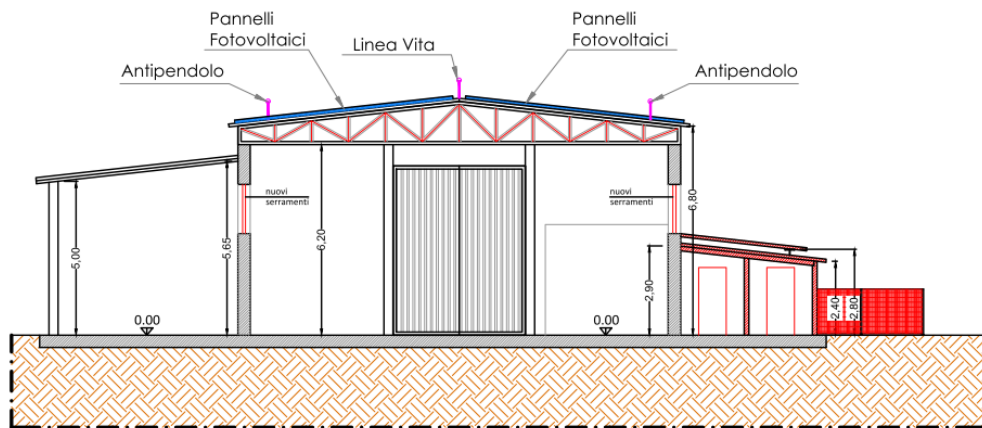 Pannelli
Fotovoltaici
Pannelli
Fotovoltaici
Linea Vita
Antipendolo
Antipendolo
nuovi
serramenti
nuovi
serramenti
5,00
5,65
6,20
6,80
2,90
2,40
2,80
0.00
0.00